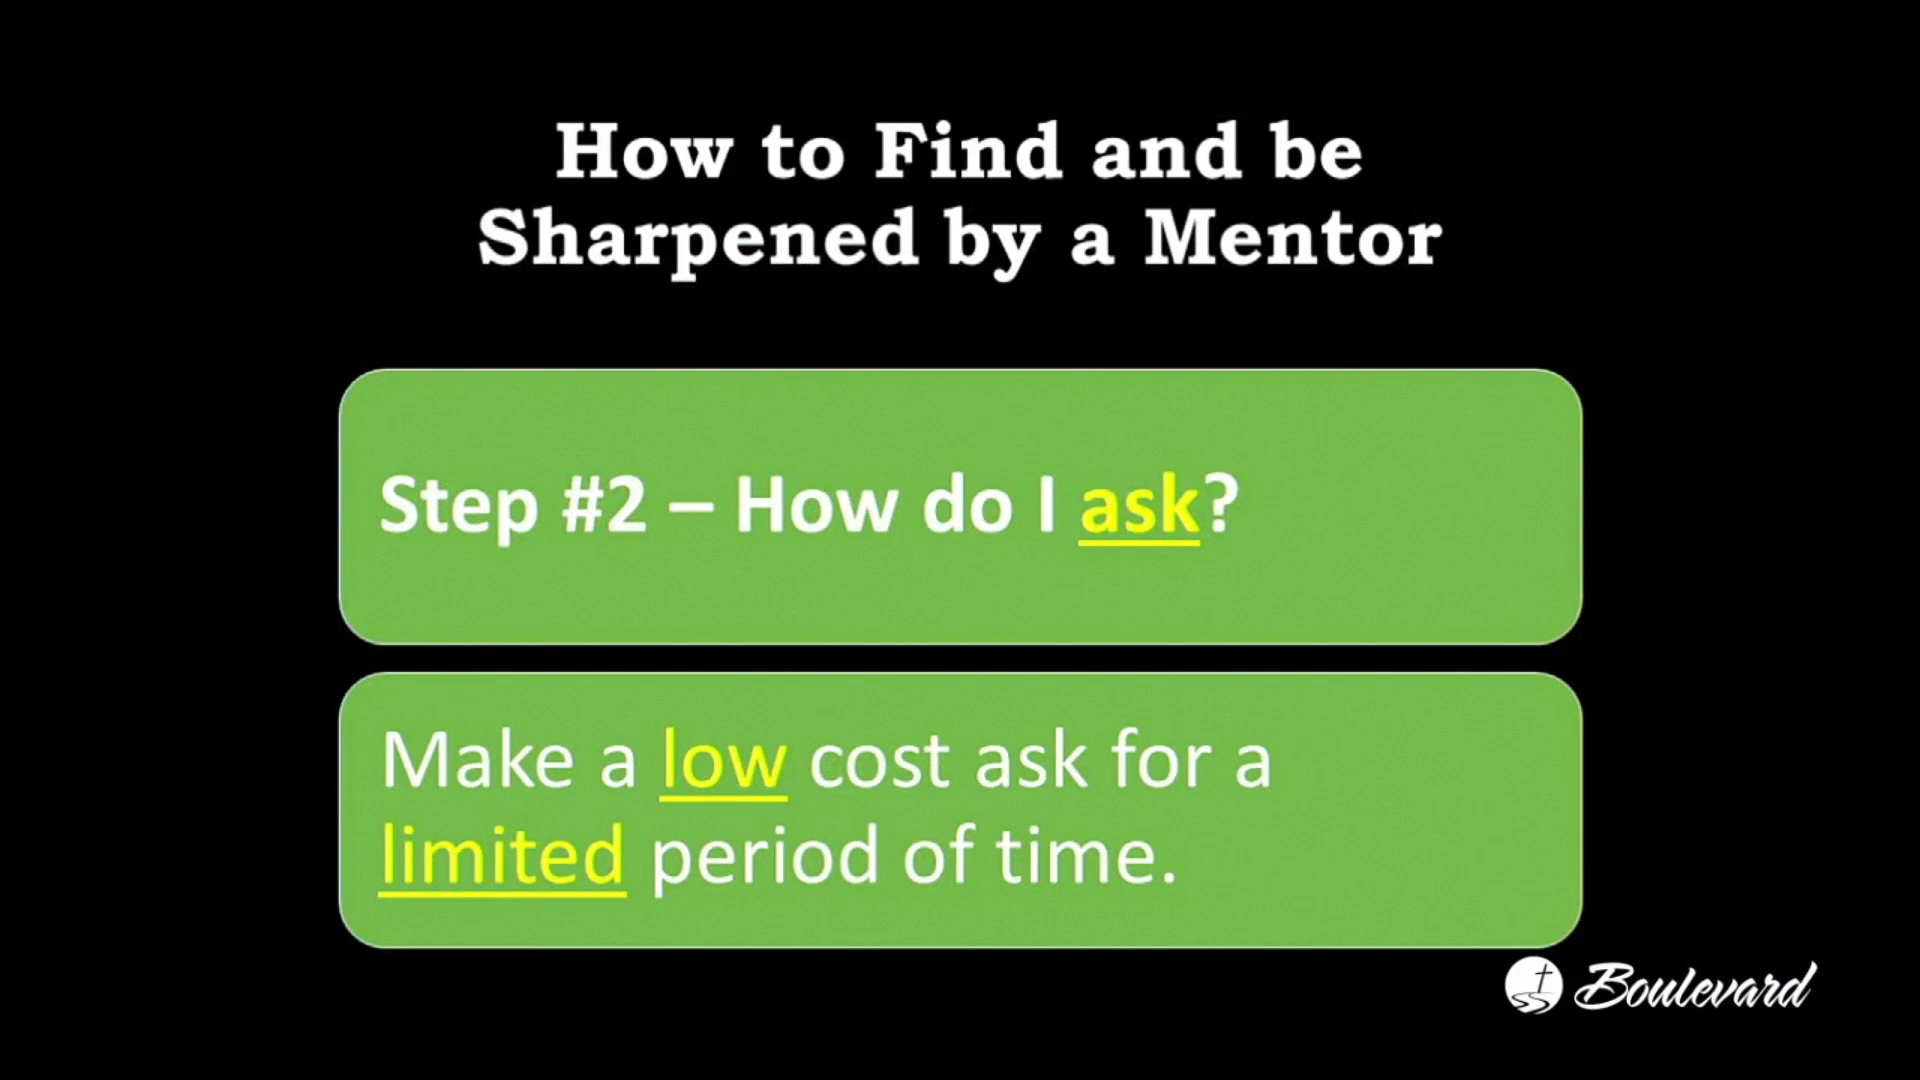 How to Find and be
Sharpened by a Mentor
Step #2 – How do I ask?
Make a low cost ask for a
limited period of time.
Boulevard